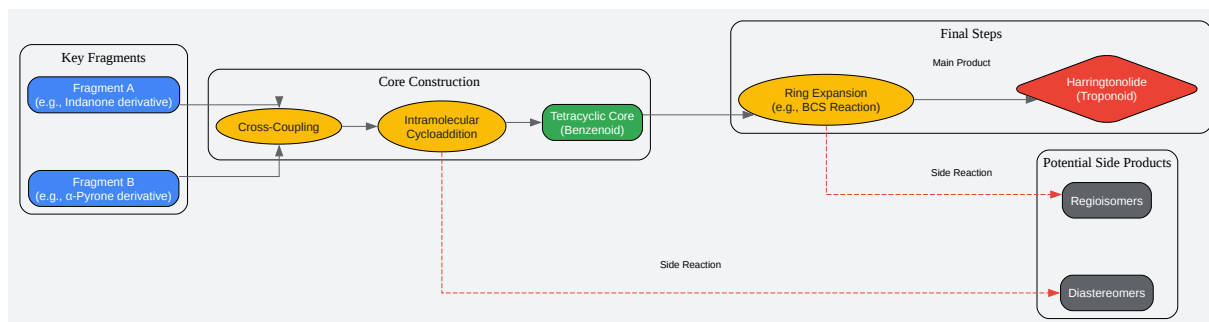 Key Fragments
Fragment A
(e.g., Indanone derivative)
Fragment B
(e.g., α-Pyrone derivative)
Core Construction
Cross-Coupling
Intramolecular
Cycloaddition
Tetracyclic Core
(Benzenoid)
Final Steps
Ring Expansion
(e.g., BCS Reaction)
Main Product
Harringtonolide
(Troponoid)
Side Reaction
Side Reaction
Potential Side Products
Regioisomers
Diastereomers